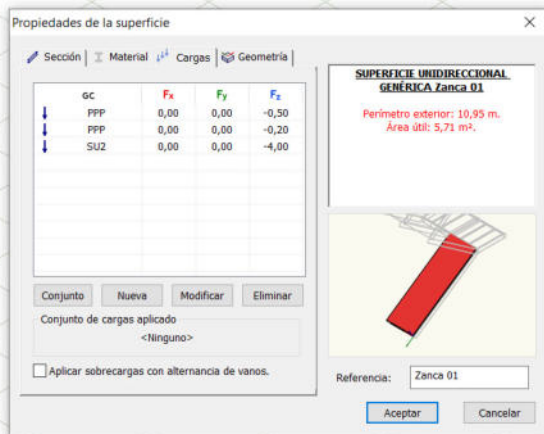 Propiedades de la superficie
Sección Material Cargas Geometría
GC Fx Fy Fz
PPP 0,00 0,00 -0,50
PPP 0,00 0,00 -0,20
SU2 0,00 0,00 -4,00
Conjunto Nueva Modificar Eliminar
Conjunto de cargas aplicado
<Ninguno>
Aplicar sobrecargas con alternancia de vanos.
SUPERFICIE UNIDIRECCIONAL
GENÉRICA Zanca 01
Perímetro exterior: 10,95 m.
Área útil: 5,71 m².
Referencia: Zanca 01
Aceptar Cancelar